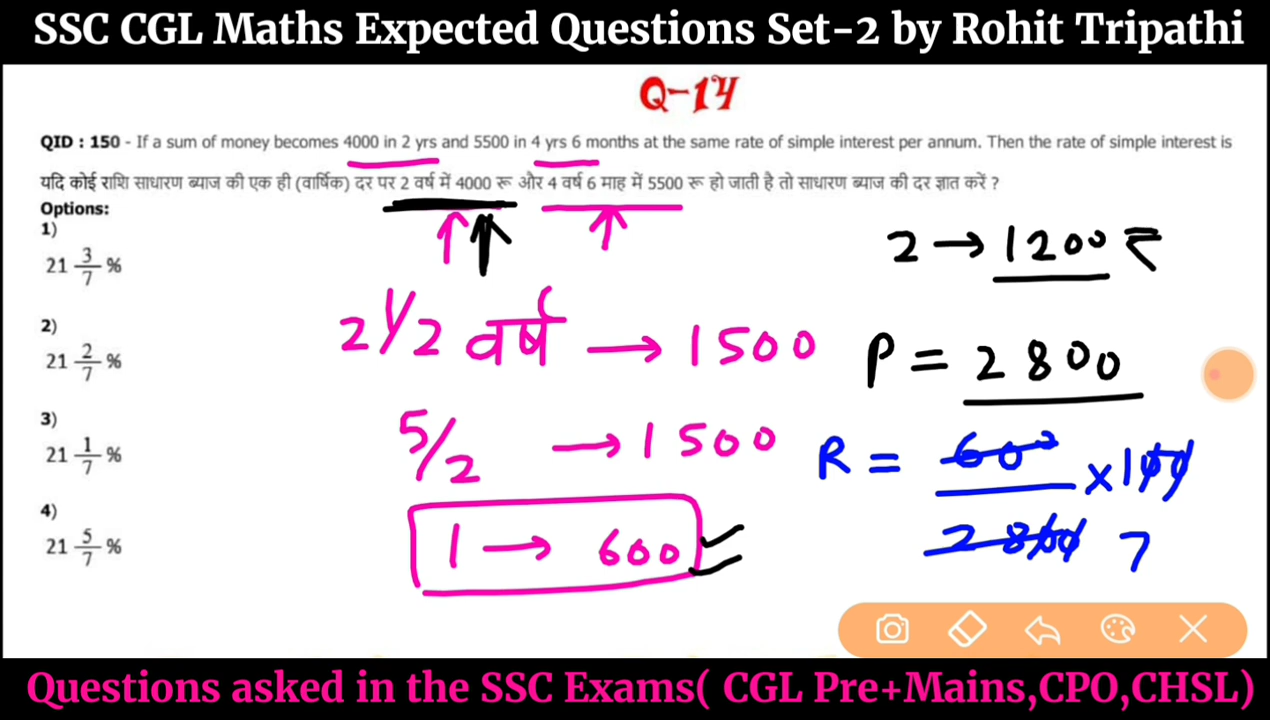 SSC CGL Maths Expected Questions Set-2 by Rohit Tripathi
Q-14
QID : 150 - If a sum of money becomes 4000 in 2 yrs and 5500 in 4 yrs 6 months at the same rate of simple interest per annum. Then the rate of simple interest is
यदि कोई राशि साधारण ब्याज की एक ही (वार्षिक) दर पर 2 वर्ष में 4000 रू और 4 वर्ष 6 माह में 5500 रू हो जाती है तो साधारण ब्याज की दर ज्ञात करें ?
Options:
1)
21 3/7 %
2)
21 2/7 %
3)
21 1/7 %
4)
21 5/7 %
2 1/2 वर्ष → 1500
5/2 → 1500
1 → 600
2 → 1200 ₹
P = 2800
R = 600/2800 × 100
7
Questions asked in the SSC Exams( CGL Pre+Mains,CPO,CHSL)